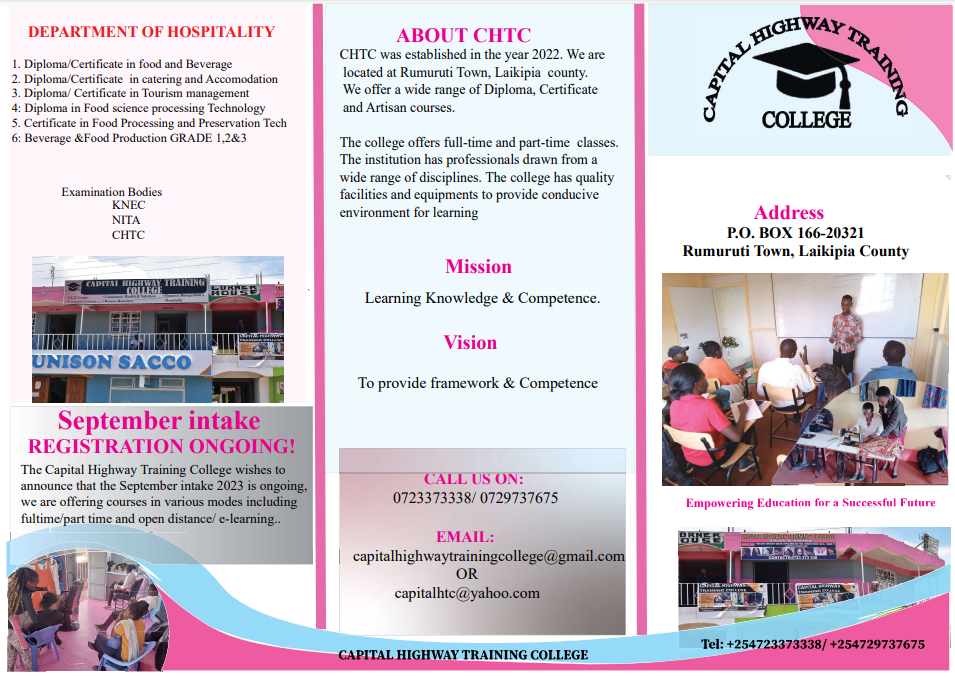 DEPARTMENT OF HOSPITALITY
1. Diploma/Certificate in food and Beverage
2. Diploma/Certificate in catering and Accomodation
3. Diploma/ Certificate in Tourism management
4: Diploma in Food science processing Technology
5. Certificate in Food Processing and Preservation Tech
6: Beverage &Food Production GRADE 1,2&3
Examination Bodies
KNEC
NITA
CHTC
CAPITAL HIGHWAY TRAINING
COLLEGE
CORNER
HOUSE
CAPITAL HIGHWAY
UNISON SACCO
September intake
REGISTRATION ONGOING!
The Capital Highway Training College wishes to
announce that the September intake 2023 is ongoing,
we are offering courses in various modes including
fultime/part time and open distance/ e-learning..
ABOUT CHTC
CHTC was established in the year 2022. We are
located at Rumuruti Town, Laikipia county.
We offer a wide range of Diploma, Certificate
and Artisan courses.
The college offers full-time and part-time classes.
The institution has professionals drawn from a
wide range of disciplines. The college has quality
facilities and equipments to provide conducive
environment for learning
Mission
Learning Knowledge & Competence.
Vision
To provide framework & Competence
CALL US ON:
0723373338/ 0729737675
EMAIL:
capitalhighwaytrainingcollege@gmail.com
OR
capitalhtc@yahoo.com
CAPITAL HIGHWAY TRAINING COLLEGE
CAPITAL HIGHWAY TRAINING
COLLEGE
Address
P.O. BOX 166-20321
Rumuruti Town, Laikipia County
Empowering Education for a Successful Future
CAPITAL HIGHWAY TRAINING
COLLEGE
CAPITAL HIGHWAY TRAINING
COLLEGE
Tel: +254723373338/ +254729737675